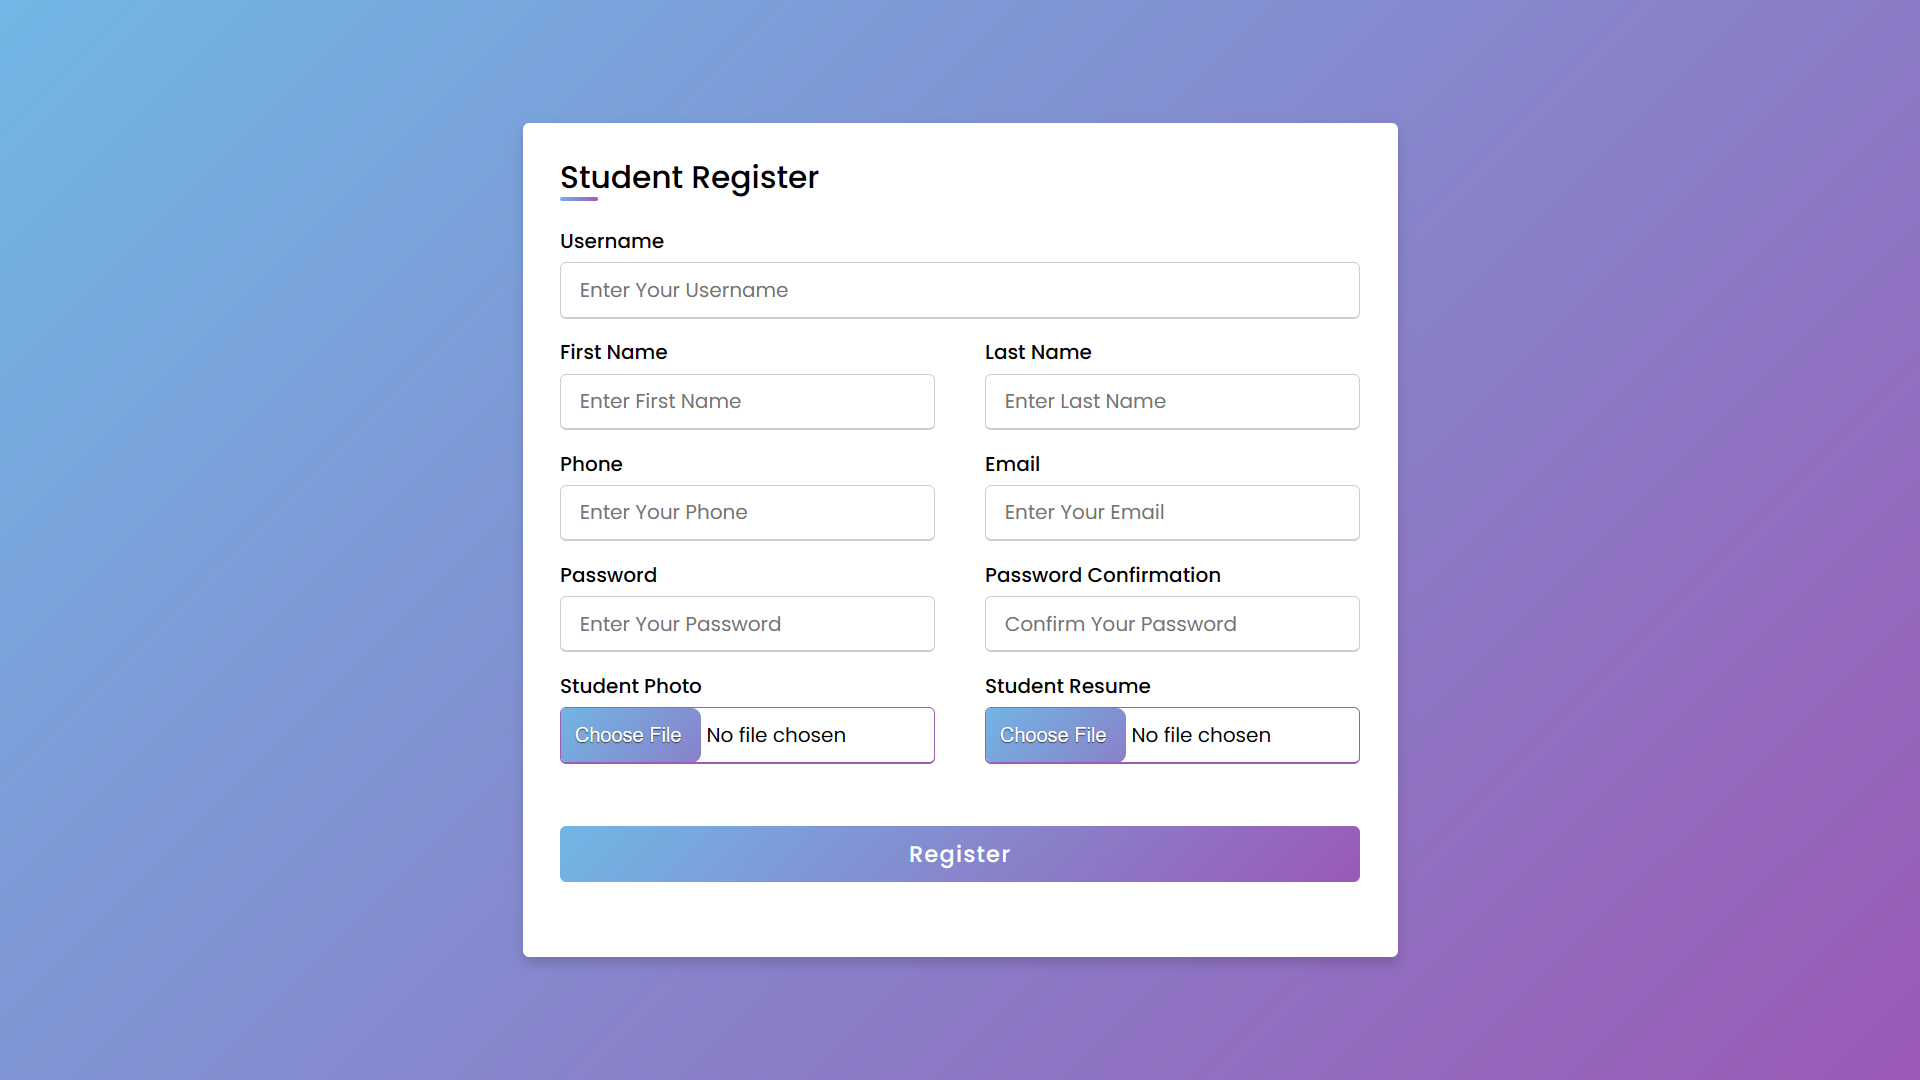 Student Register
Username
Enter Your Username
First Name
Last Name
Enter First Name
Enter Last Name
Phone
Email
Enter Your Phone
Enter Your Email
Password
Password Confirmation
Enter Your Password
Confirm Your Password
Student Photo
Student Resume
Choose File No file chosen
Choose File No file chosen
Register